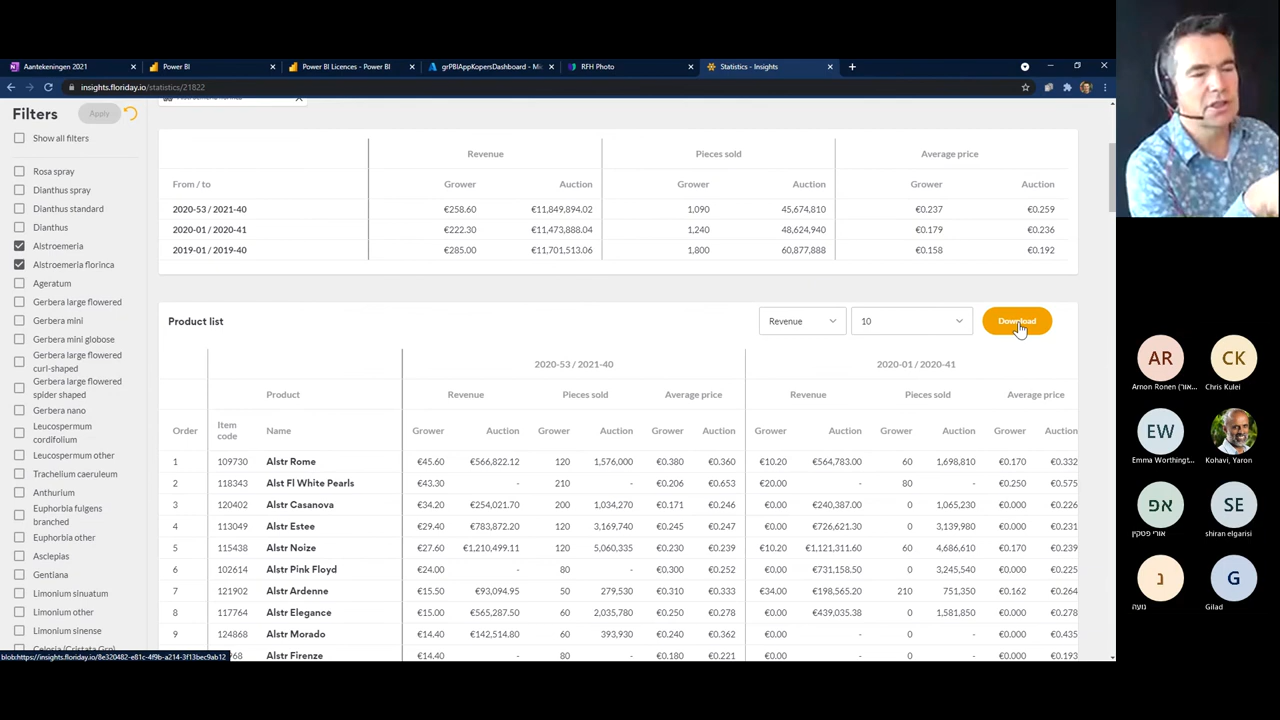 Aantekeningen 2021
Power BI
Power BI Licences - Power BI
grPBIAppKopersDashboard - Mic
RFH Photo
Statistics - Insights
insights.floriday.io/statistics/21822
Filters
Apply
Show all filters
Rosa spray
Dianthus spray
Dianthus standard
Dianthus
Alstroemeria
Alstroemeria florinca
Ageratum
Gerbera large flowered
Gerbera mini
Gerbera mini globose
Gerbera large flowered
curl-shaped
Gerbera large flowered
spider shaped
Gerbera nano
Leucospermum
cordifolium
Leucospermum other
Trachelium caeruleum
Anthurium
Euphorbia fulgens
branched
Euphorbia other
Asclepias
Gentiana
Limonium sinuatum
Limonium other
Limonium sinense
Celosia (Cristata Grp)
blob:https://insights.floriday.io/8e320482-e81c-4f9b-a214-3f13bec9ab12
Revenue Pieces sold Average price
From / to Grower Auction Grower Auction Grower Auction
2020-53 / 2021-40 €258.60 €11,849,894.02 1,090 45,674,810 €0.237 €0.259
2020-01 / 2020-41 €222.30 €11,473,888.04 1,240 48,624,940 €0.179 €0.236
2019-01 / 2019-40 €285.00 €11,701,513.06 1,800 60,877,888 €0.158 €0.192
Product list Revenue 10 Download
2020-53 / 2021-40 2020-01 / 2020-41
Product Revenue Pieces sold Average price Revenue Pieces sold Average price
Order Item code Name Grower Auction Grower Auction Grower Auction Grower Auction Grower Auction Grower Auction
1 109730 Alstr Rome €45.60 €566,822.12 120 1,576,000 €0.380 €0.360 €10.20 €564,783.00 60 1,698,810 €0.170 €0.332
2 118343 Alst Fl White Pearls €43.30 - 210 - €0.206 €0.653 €20.00 - 80 - €0.250 €0.575
3 120402 Alstr Casanova €34.20 €254,021.70 200 1,034,270 €0.171 €0.246 €0.00 €240,387.00 0 1,065,230 €0.000 €0.226
4 113049 Alstr Estee €29.40 €783,872.20 120 3,169,740 €0.245 €0.247 €0.00 €726,621.30 0 3,139,980 €0.000 €0.231
5 115438 Alstr Noize €27.60 €1,210,499.11 120 5,060,335 €0.230 €0.239 €10.20 €1,121,311.60 60 4,686,610 €0.170 €0.239
6 102614 Alstr Pink Floyd €24.00 - 80 - €0.300 €0.252 €0.00 €731,158.50 0 3,245,540 €0.000 €0.225
7 121902 Alstr Ardenne €15.50 €93,094.95 50 279,530 €0.310 €0.333 €34.00 €198,565.20 210 751,350 €0.162 €0.264
8 117764 Alstr Elegance €15.00 €565,287.50 60 2,035,780 €0.250 €0.278 €0.00 €439,035.38 0 1,581,850 €0.000 €0.278
9 124868 Alstr Morado €14.40 €142,514.80 60 393,930 €0.240 €0.362 €0.00 - 0 - €0.000 €0.435
968 Alstr Firenze €14.40 - 80 - €0.180 €0.221 €0.00 - 0 - €0.000 €0.193
AR
CK
Arnon Ronen
Chris Kulei
EW
Emma Worthingt...
Kohavi, Yaron
אפ
SE
אורי פטקין
shiran elgarisi
נ
G
נועה
Gilad